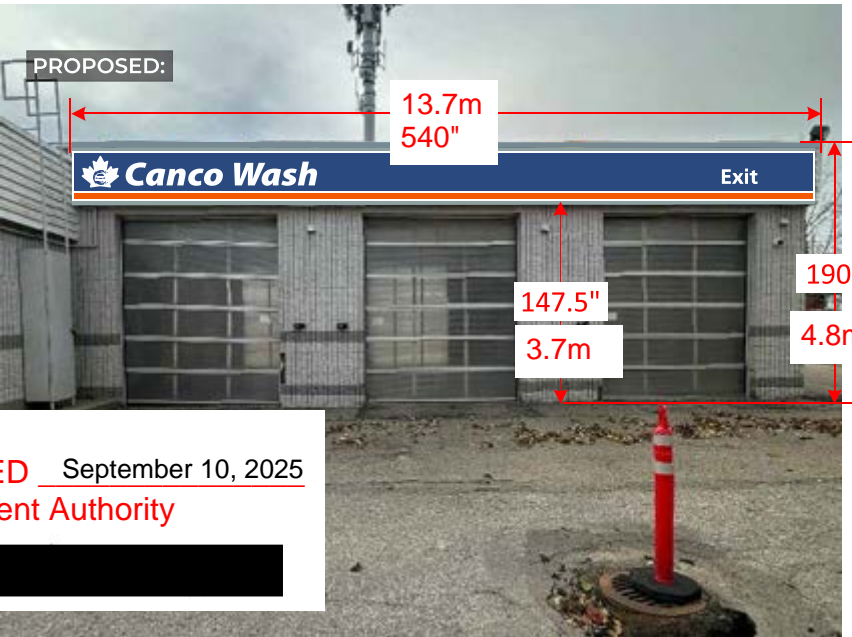 PROPOSED:
13.7m
540"
Canco Wash
Exit
147.5"
3.7m
190
4.8m
ED September 10, 2025
ent Authority